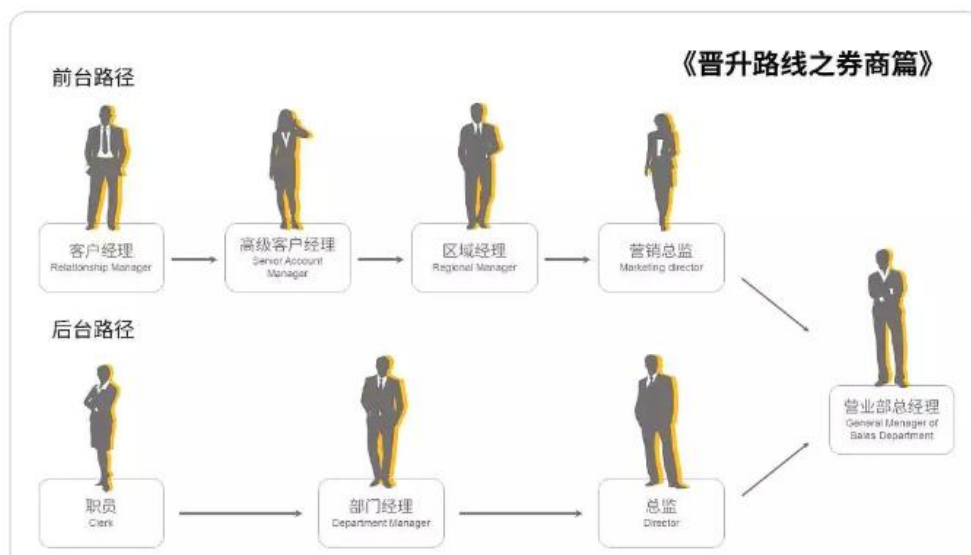 《晋升路线之券商篇》
前台路径
客户经理
Relationship Manager
高级客户经理
Senior Account
Manager
区域经理
Regional Manager
营销总监
Marketing director
营业部总经理
General Manager of
Sales Department
后台路径
职员
Clerk
部门经理
Department Manager
总监
Director